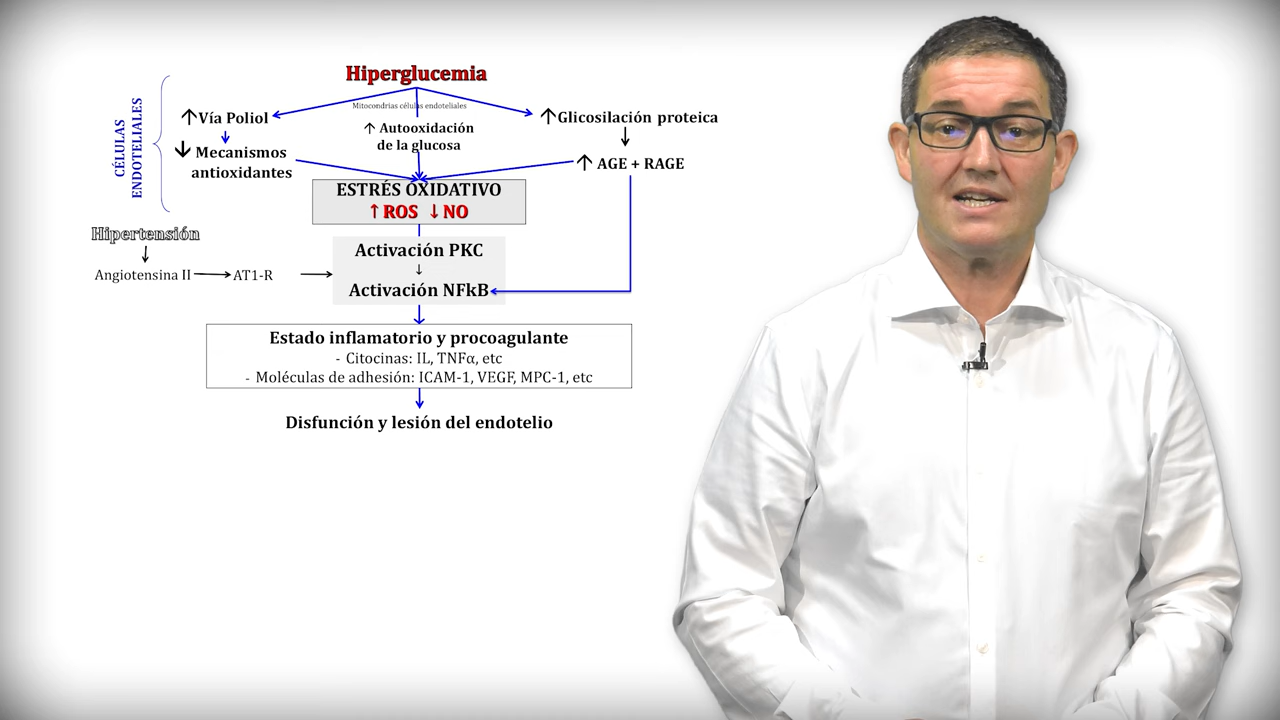 Hiperglucemia
Mitocondrias células endoteliales
CÉLULAS
ENDOTELIALES
↑Vía Poliol
↑ Autooxidación
de la glucosa
↑Glicosilación proteica
↓ Mecanismos
antioxidantes
↑ AGE + RAGE
ESTRÉS OXIDATIVO
↑ROS ↓NO
Hipertensión
Angiotensina II
AT1-R
Activación PKC
↓
Activación NFkB
Estado inflamatorio y procoagulante
- Citocinas: IL, TNFα, etc
- Moléculas de adhesión: ICAM-1, VEGF, MPC-1, etc
Disfunción y lesión del endotelio